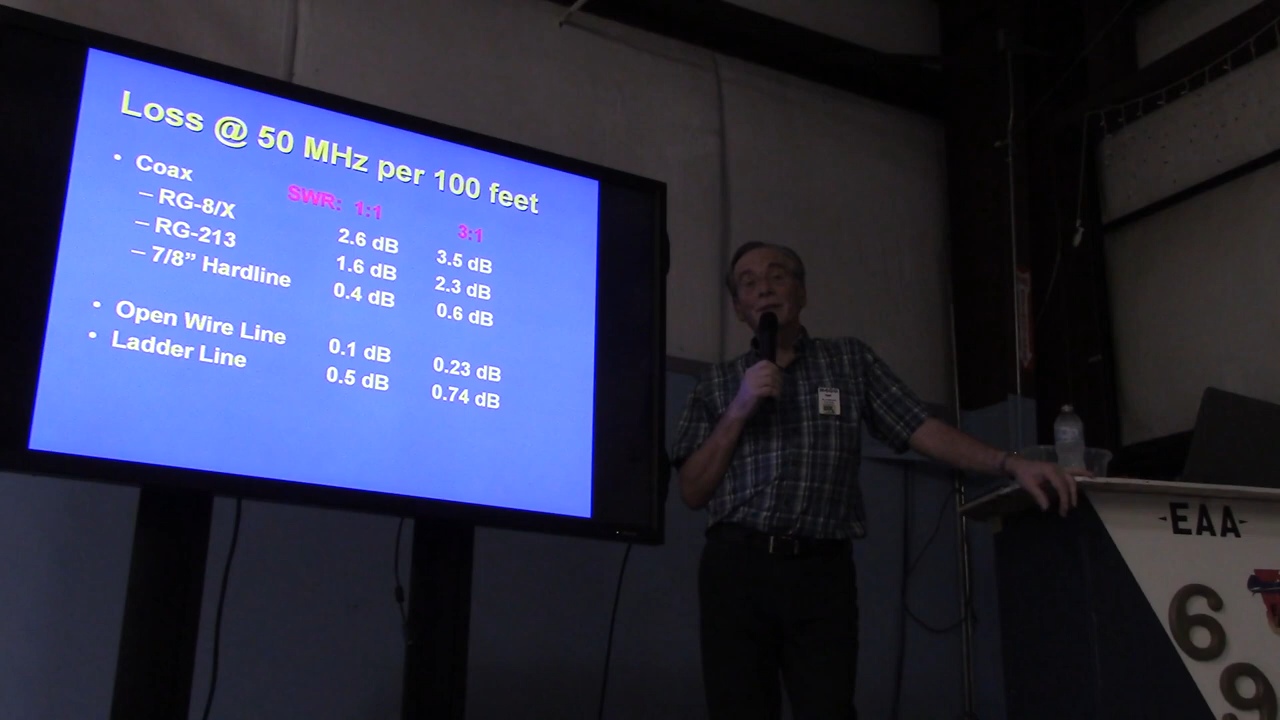 Loss @ 50 MHz per 100 feet
• Coax SWR: 1:1 3:1
– RG-8/X 2.6 dB 3.5 dB
– RG-213 1.6 dB 2.3 dB
– 7/8” Hardline 0.4 dB 0.6 dB
• Open Wire Line 0.1 dB 0.23 dB
• Ladder Line 0.5 dB 0.74 dB
-EAA-
6
9